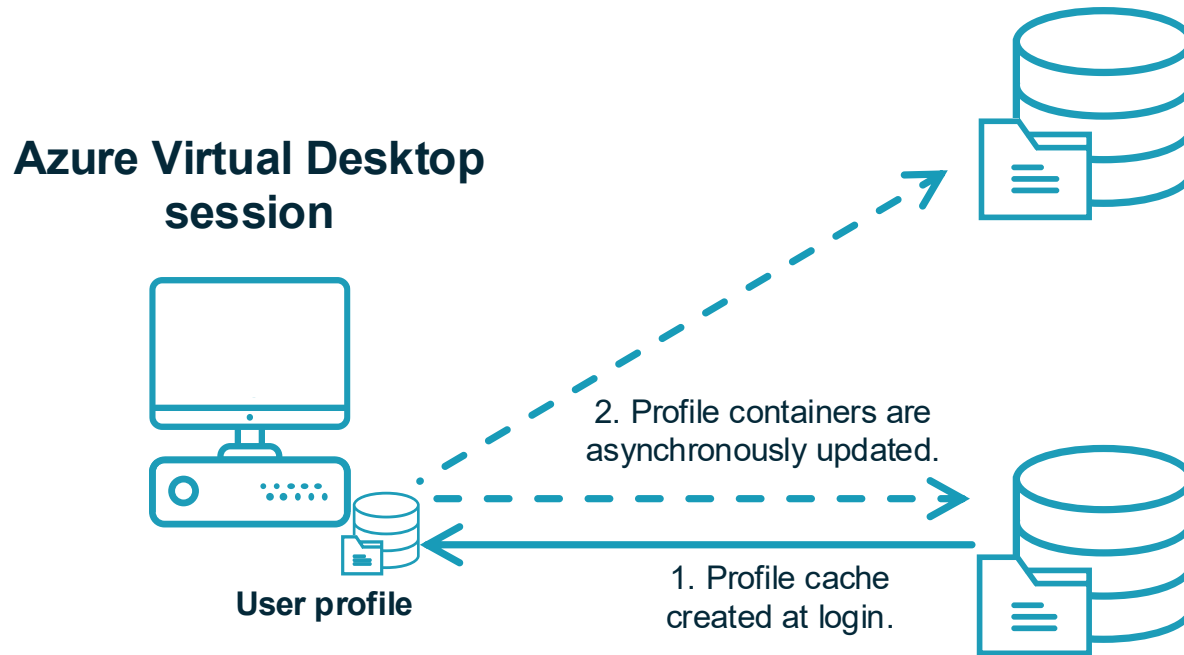 Azure Virtual Desktop
session
2. Profile containers are
asynchronously updated.
1. Profile cache
created at login.
User profile